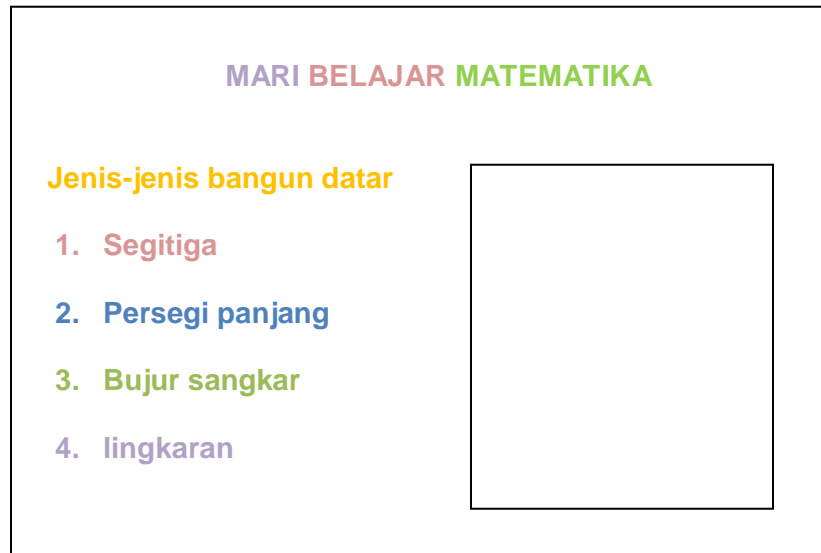 MARI BELAJAR MATEMATIKA
Jenis-jenis bangun datar
1. Segitiga
2. Persegi panjang
3. Bujur sangkar
4. lingkaran